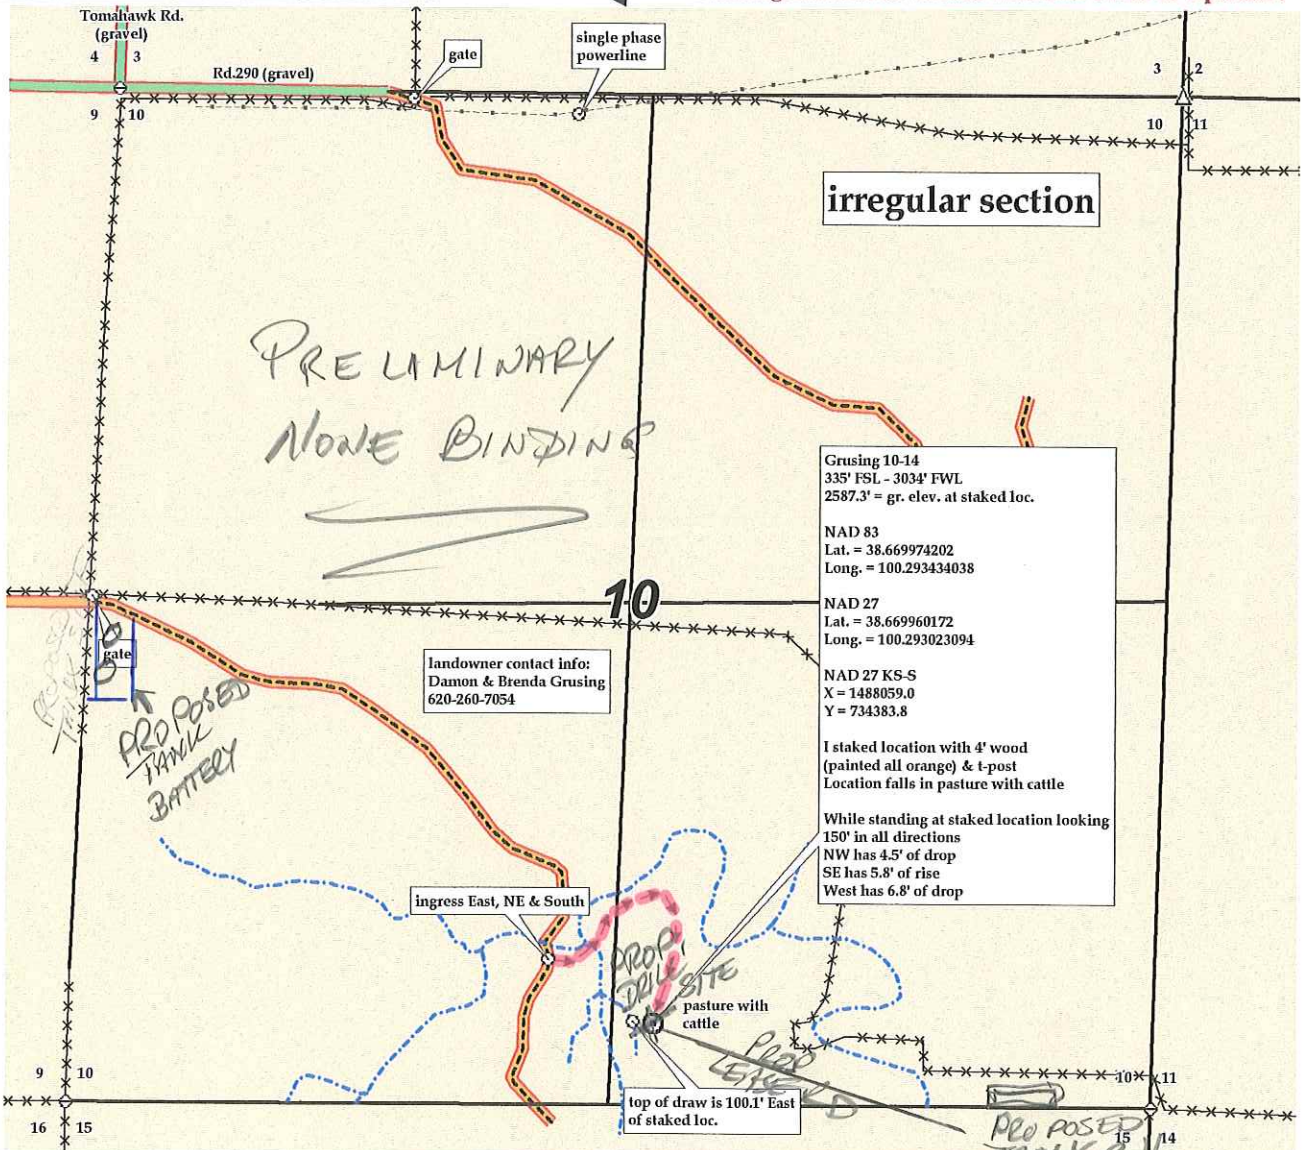 Tomahawk Rd.
(gravel)
4 3
Rd.290 (gravel)
9 10
gate
single phase
powerline
3 2
10 11
irregular section
PRELIMINARY
NONE BINDING
Grusing 10-14
335' FSL - 3034' FWL
2587.3' = gr. elev. at staked loc.
NAD 83
Lat. = 38.669974202
Long. = 100.293434038
NAD 27
Lat. = 38.669960172
Long. = 100.293023094
NAD 27 KS-S
X = 1488059.0
Y = 734383.8
I staked location with 4' wood
(painted all orange) & t-post
Location falls in pasture with cattle
While standing at staked location looking
150' in all directions
NW has 4.5' of drop
SE has 5.8' of rise
West has 6.8' of drop
10
gate
landowner contact info:
Damon & Brenda Grusing
620-260-7054
PROPOSED
TANK
BATTERY
ingress East, NE & South
PROP.
DRILL
SITE
pasture with
cattle
PROP
LEASE RD
top of draw is 100.1' East
of staked loc.
9 10
16 15
10 11
15 14
PROPOSED